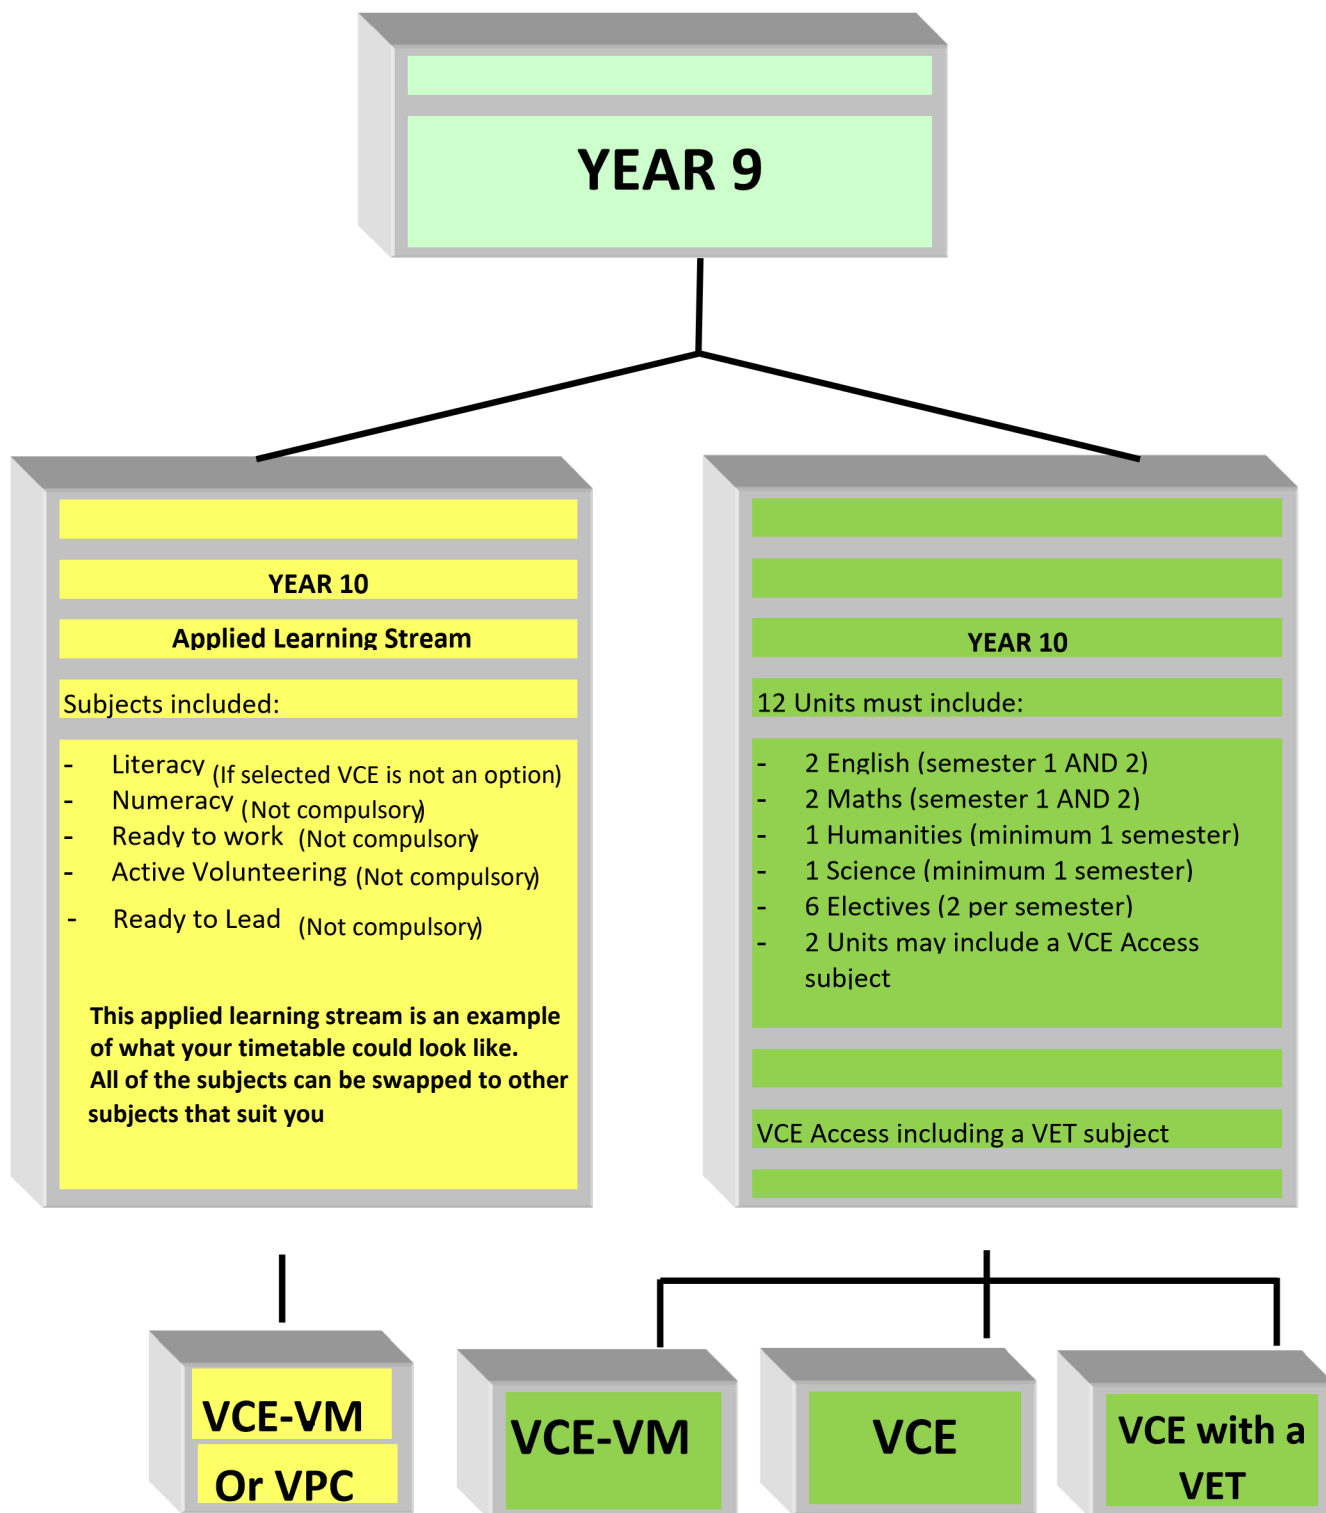 YEAR 9
YEAR 10
Applied Learning Stream
Subjects included:
- Literacy (If selected VCE is not an option)
- Numeracy (Not compulsory)
- Ready to work (Not compulsory)
- Active Volunteering (Not compulsory)
- Ready to Lead (Not compulsory)
This applied learning stream is an example
of what your timetable could look like.
All of the subjects can be swapped to other
subjects that suit you
YEAR 10
12 Units must include:
- 2 English (semester 1 AND 2)
- 2 Maths (semester 1 AND 2)
- 1 Humanities (minimum 1 semester)
- 1 Science (minimum 1 semester)
- 6 Electives (2 per semester)
- 2 Units may include a VCE Access
subject
VCE Access including a VET subject
VCE-VM
Or VPC
VCE-VM
VCE
VCE with a
VET